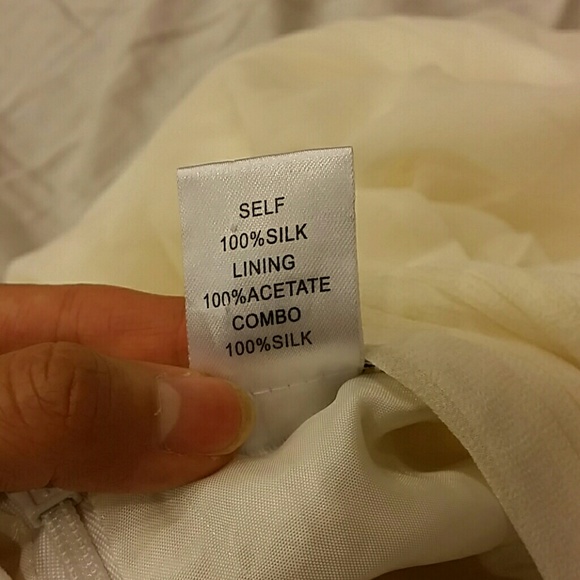 SELF
100%SILK
LINING
100%ACETATE
COMBO
100%SILK